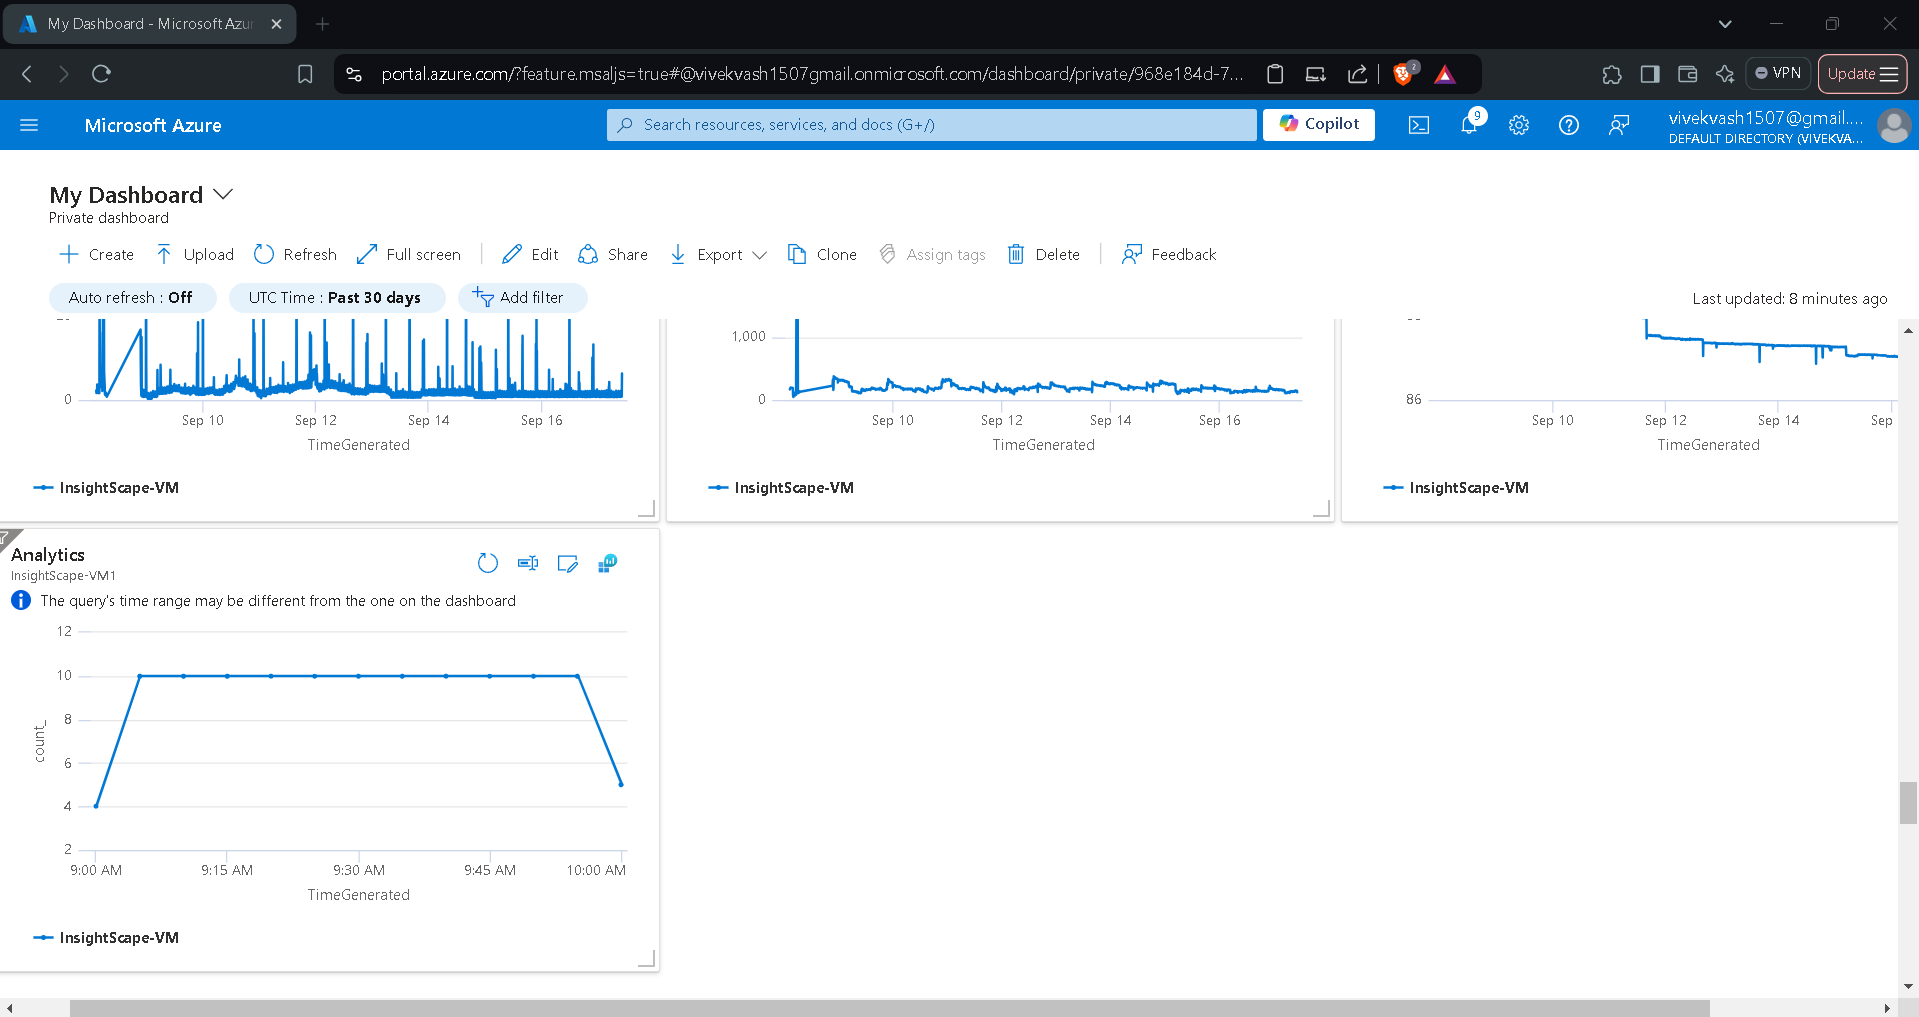 My Dashboard - Microsoft Azur
portal.azure.com/?feature.msaljs=true#@vivekvash1507gmail.onmicrosoft.com/dashboard/private/968e184d-7...
2
VPN
Update
Microsoft Azure
Search resources, services, and docs (G+/)
Copilot
9
vivekvash1507@gmail....
DEFAULT DIRECTORY (VIVEKVA...
My Dashboard
Private dashboard
Create
Upload
Refresh
Full screen
Edit
Share
Export
Clone
Assign tags
Delete
Feedback
Auto refresh : Off
UTC Time : Past 30 days
Add filter
Last updated: 8 minutes ago
0
Sep 10
Sep 12
Sep 14
Sep 16
TimeGenerated
InsightScape-VM
1,000
0
Sep 10
Sep 12
Sep 14
Sep 16
TimeGenerated
InsightScape-VM
86
Sep 10
Sep 12
Sep 14
Sep
TimeGenerated
InsightScape-VM
Analytics
InsightScape-VM1
The query's time range may be different from the one on the dashboard
12
10
8
6
4
2
count_
9:00 AM
9:15 AM
9:30 AM
9:45 AM
10:00 AM
TimeGenerated
InsightScape-VM